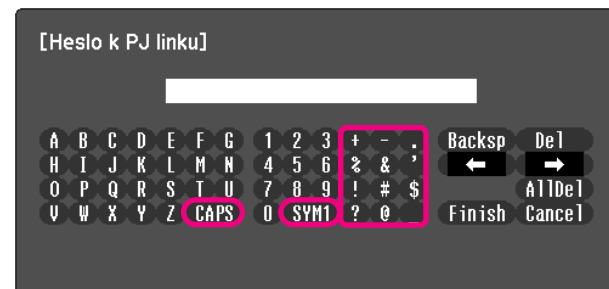 [Heslo k PJ linku]
A B C D E F G 1 2 3 + - . Backsp Del
H I J K L M N 4 5 6 % & ' ← →
O P Q R S T U 7 8 9 ! # $ AllDel
V W X Y Z CAPS 0 SYM1 ? @ _ Finish Cancel